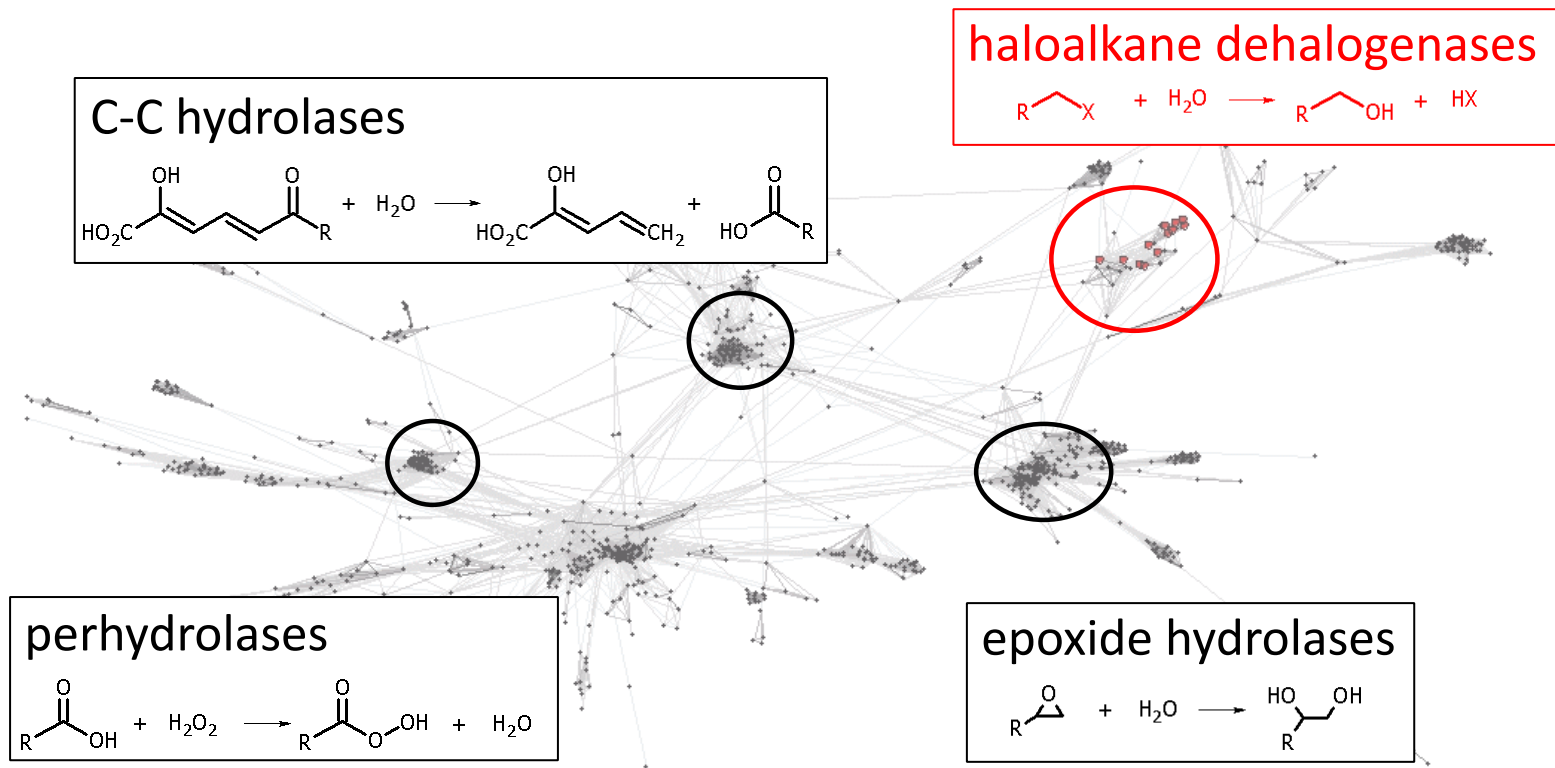 haloalkane dehalogenases
R X + H₂O → R OH + HX
C-C hydrolases
OH O OH O
HO₂C R + H₂O → HO₂C CH₂ + HO R
perhydrolases
O O
R OH + H₂O₂ → R O OH + H₂O
epoxide hydrolases
O HO OH
R + H₂O → R